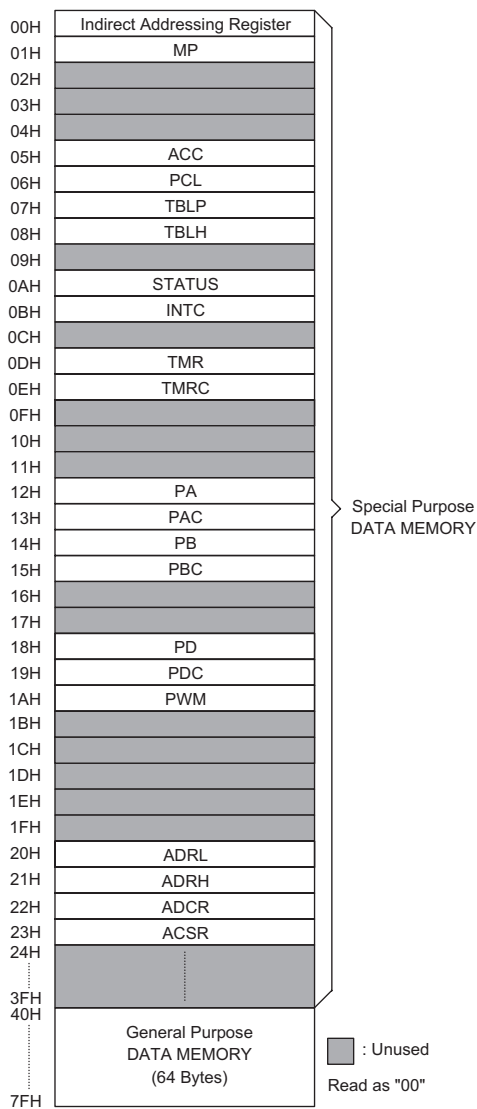 00H Indirect Addressing Register
01H MP
02H
03H
04H
05H ACC
06H PCL
07H TBLP
08H TBLH
09H
0AH STATUS
0BH INTC
0CH
0DH TMR
0EH TMRC
0FH
10H
11H
12H PA
13H PAC
14H PB
15H PBC
16H
17H
18H PD
19H PDC
1AH PWM
1BH
1CH
1DH
1EH
1FH
20H ADRL
21H ADRH
22H ADCR
23H ACSR
24H
3FH
40H
General Purpose
DATA MEMORY
(64 Bytes)
7FH
Special Purpose
DATA MEMORY
: Unused
Read as "00"